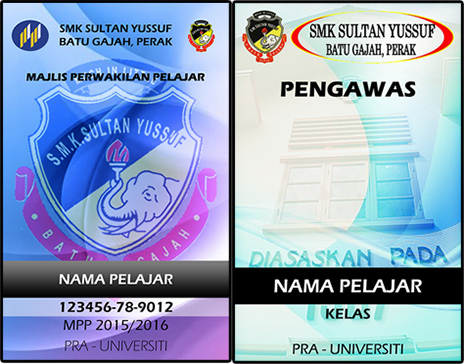 SMK SULTAN YUSSUF
BATU GAJAH, PERAK
MAJLIS PERWAKILAN PELAJAR
S.M.K.SULTAN YUSSUF
BATU GAJAH
NAMA PELAJAR
123456-78-9012
MPP 2015/2016
PRA - UNIVERSITI
SMK SULTAN YUSSUF
BATU GAJAH, PERAK
PENGAWAS
DIASASKAN PADA
NAMA PELAJAR
KELAS
PRA - UNIVERSITI